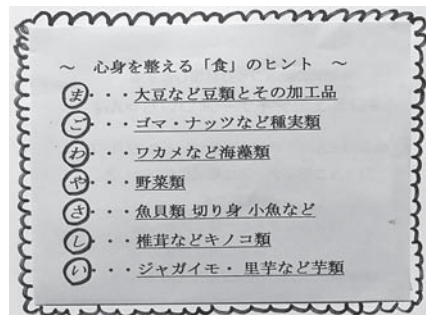 ~ 心身を整える「食」のヒント ~
ま・・・大豆など豆類とその加工品
ご・・・ゴマ・ナッツなど種実類
わ・・・ワカメなど海藻類
や・・・野菜類
さ・・・魚貝類 切り身 小魚など
し・・・椎茸などキノコ類
い・・・ジャガイモ・ 里芋など芋類